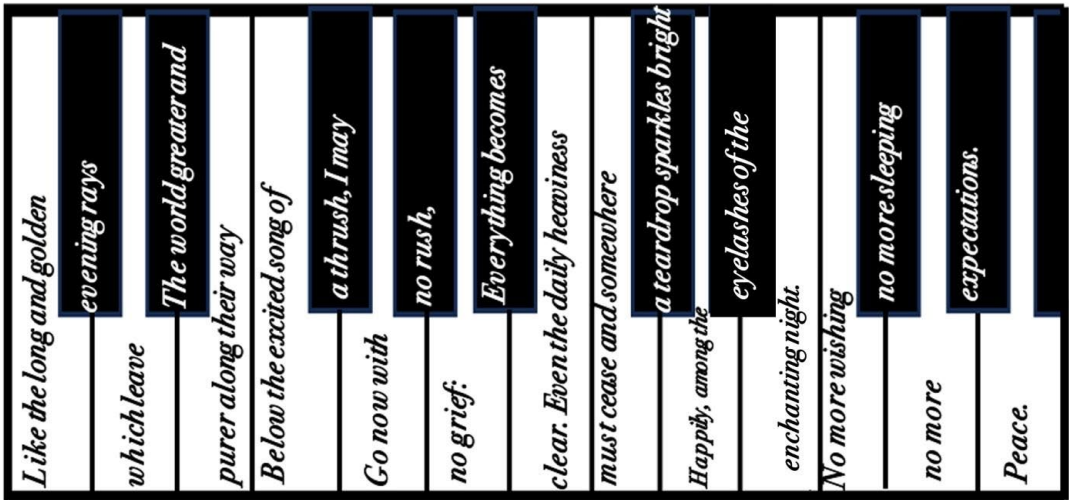 Like the long and golden
evening rays
which leave
The world greater and
purer along their way
Below the excited song of
a thrush, I may
Go now with
no rush,
no grief:
Everything becomes
clear. Even the daily heaviness
must cease and somewhere
a teardrop sparkles bright
Happily, among the
eyelashes of the
enchanting night.
No more wishing
no more sleeping
no more
expectations.
Peace.